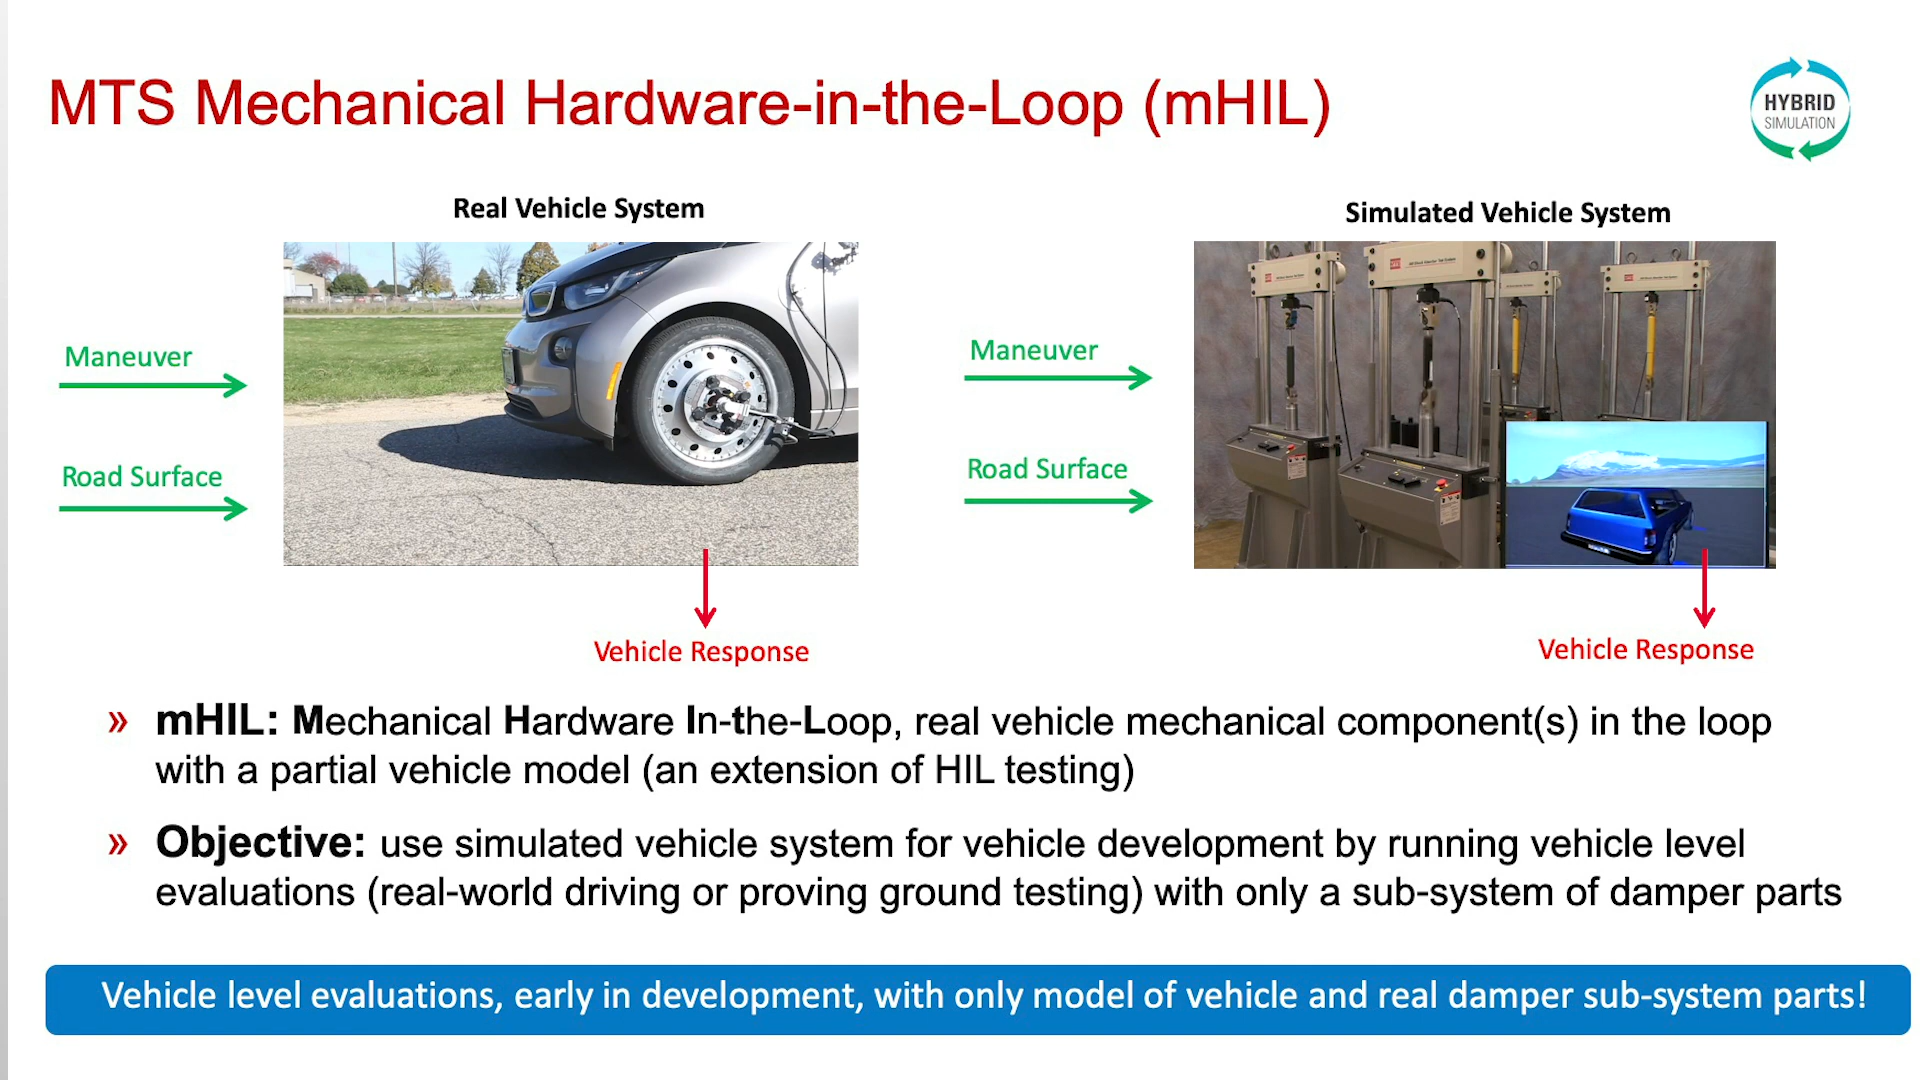 MTS Mechanical Hardware-in-the-Loop (mHIL)
HYBRID
SIMULATION
Real Vehicle System
Maneuver
Road Surface
Vehicle Response
Simulated Vehicle System
Maneuver
Road Surface
Vehicle Response
» mHIL: Mechanical Hardware In-the-Loop, real vehicle mechanical component(s) in the loop
with a partial vehicle model (an extension of HIL testing)
» Objective: use simulated vehicle system for vehicle development by running vehicle level
evaluations (real-world driving or proving ground testing) with only a sub-system of damper parts
Vehicle level evaluations, early in development, with only model of vehicle and real damper sub-system parts!